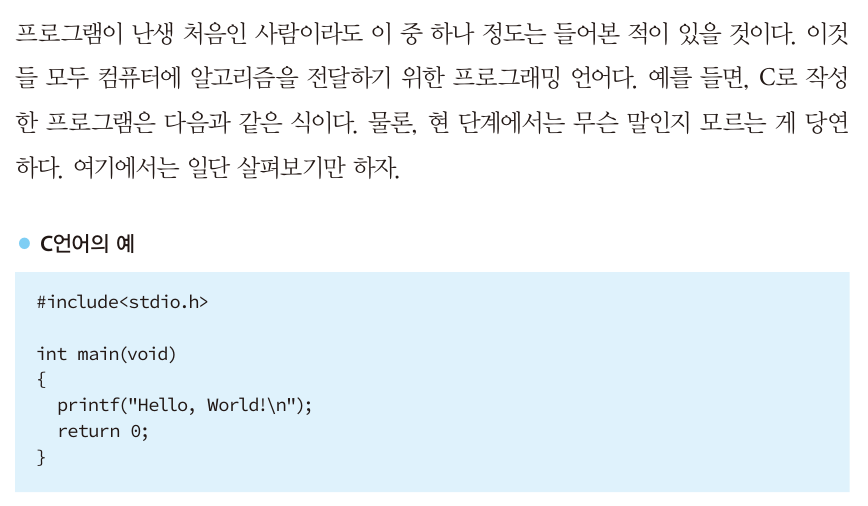 프로그램이 난생 처음인 사람이라도 이 중 하나 정도는 들어본 적이 있을 것이다. 이것
들 모두 컴퓨터에 알고리즘을 전달하기 위한 프로그래밍 언어다. 예를 들면, C로 작성
한 프로그램은 다음과 같은 식이다. 물론, 현 단계에서는 무슨 말인지 모르는 게 당연
하다. 여기에서는 일단 살펴보기만 하자.
● C언어의 예
#include<stdio.h>
int main(void)
{
  printf("Hello, World!\n");
  return 0;
}